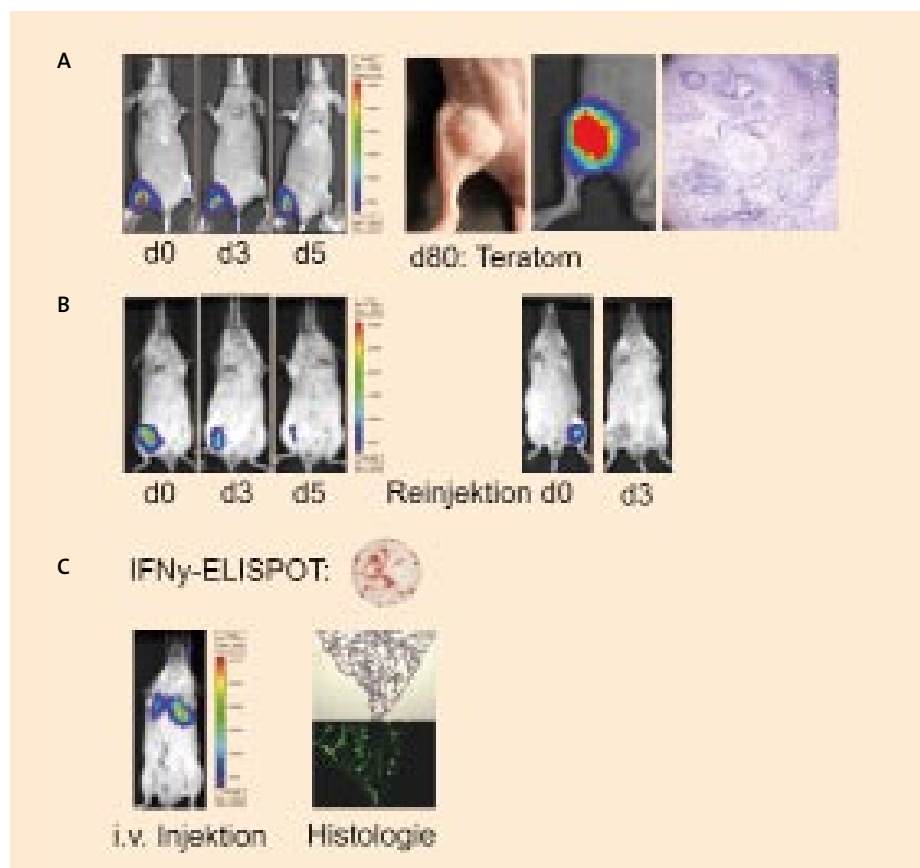 A
d0 d3 d5
d80: Teratom
B
d0 d3 d5 Reinjektion d0 d3
C IFNγ-ELISPOT:
i.v. Injektion Histologie